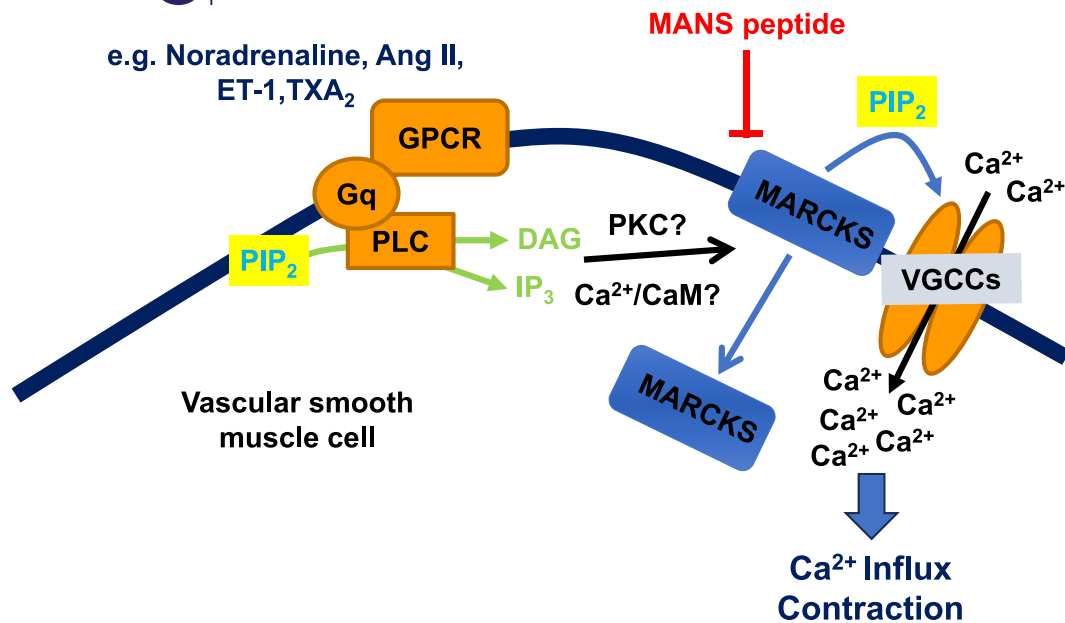 MANS peptide
e.g. Noradrenaline, Ang II,
ET-1,TXA₂
PIP₂
GPCR
Ca²⁺
Ca²⁺
Gq
MARCKS
PLC
DAG
PKC?
PIP₂
VGCCs
IP₃
Ca²⁺/CaM?
MARCKS
Ca²⁺
Ca²⁺
Ca²⁺
Ca²⁺
Ca²⁺
Vascular smooth
muscle cell
Ca²⁺ Influx
Contraction